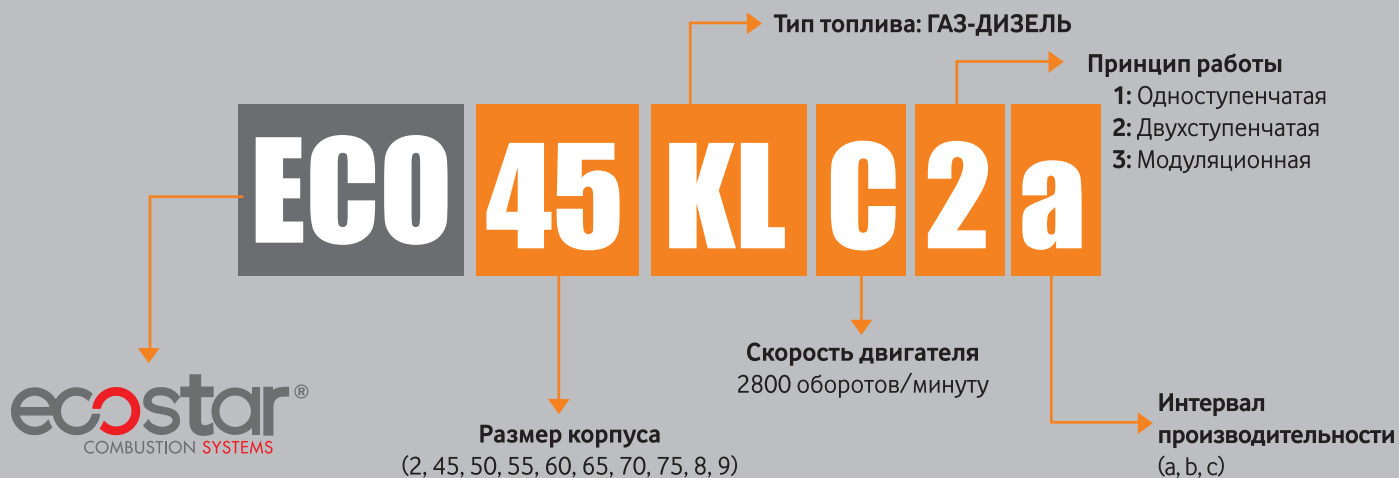 Тип топлива: ГАЗ-ДИЗЕЛЬ
Принцип работы
1: Одноступенчатая
2: Двухступенчатая
3: Модуляционная
ECO 45 KL C 2 a
Скорость двигателя
2800 оборотов/минуту
ecostar®
COMBUSTION SYSTEMS
Размер корпуса
(2, 45, 50, 55, 60, 65, 70, 75, 8, 9)
Интервал
производительности
(a, b, c)